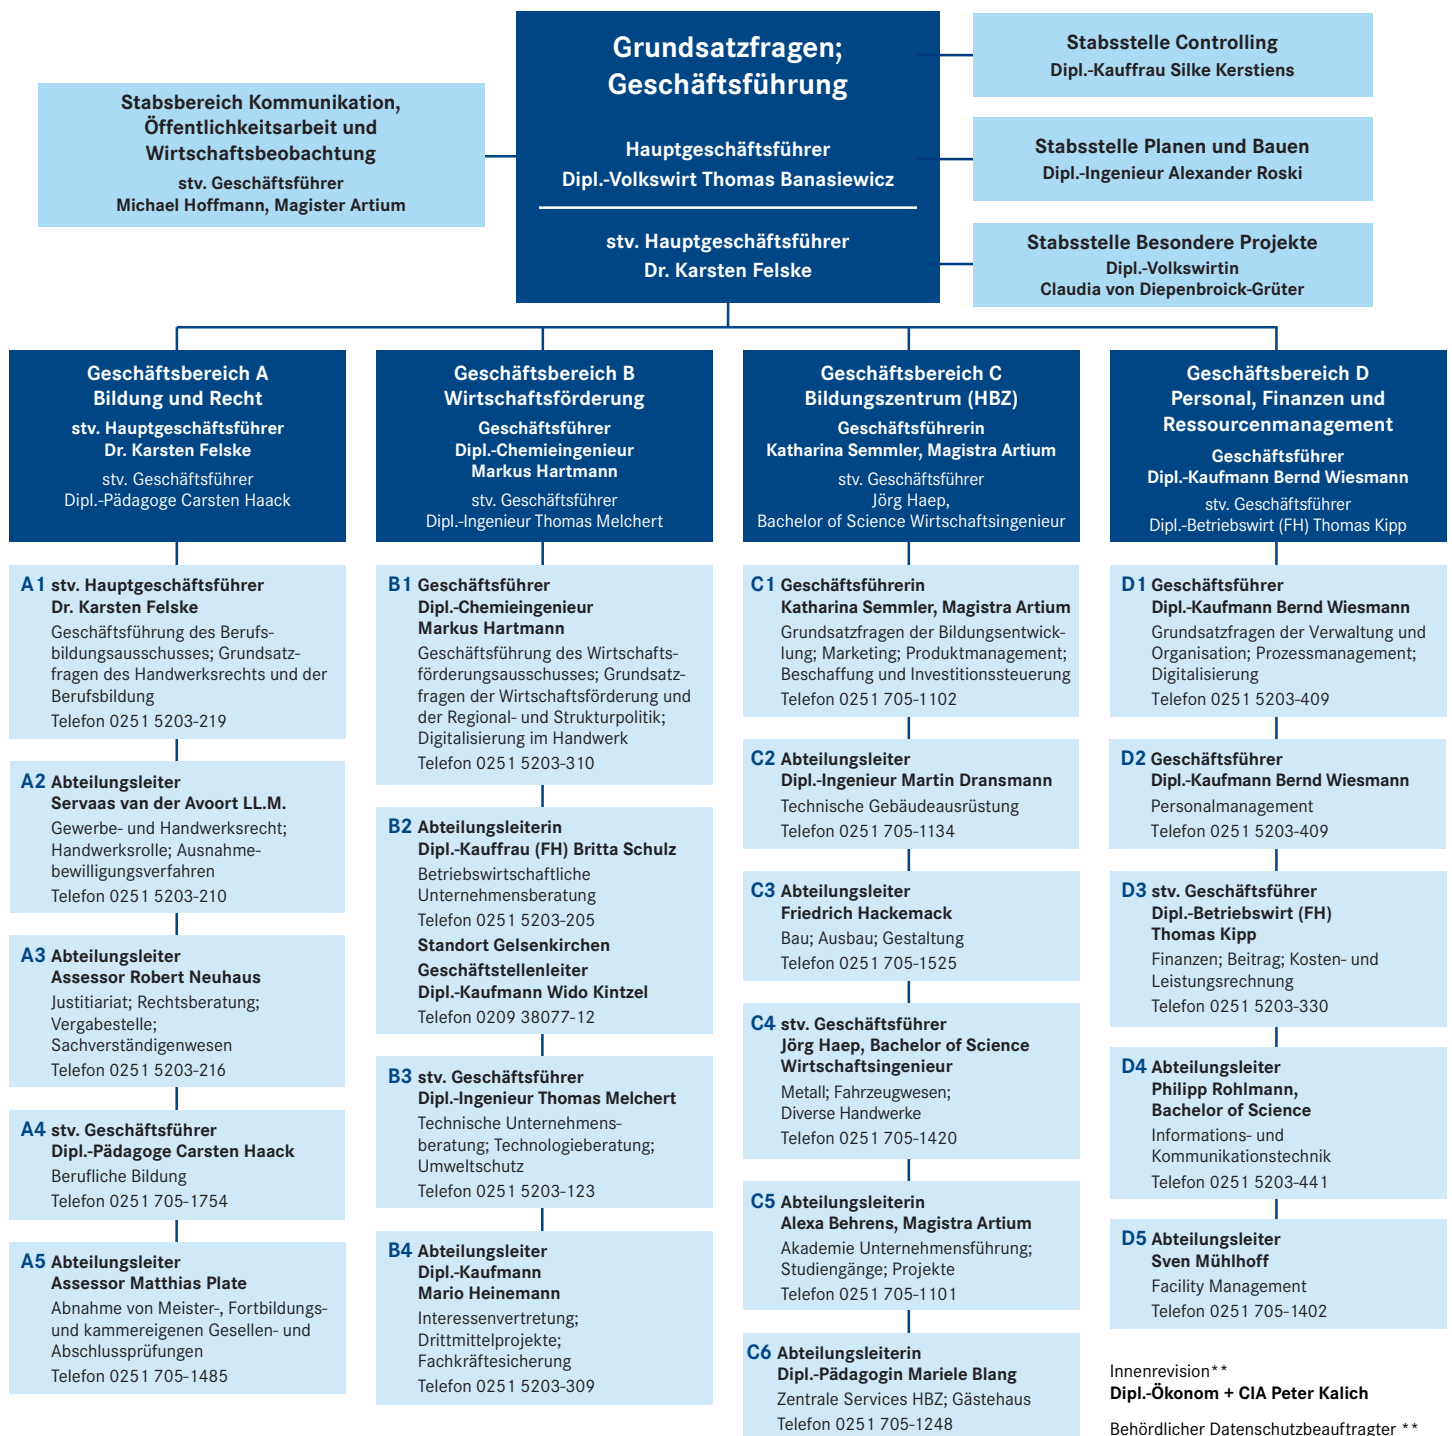 Grundsatzfragen;
Geschäftsführung
Hauptgeschäftsführer
Dipl.-Volkswirt Thomas Banasiewicz
stv. Hauptgeschäftsführer
Dr. Karsten Felske
Stabsbereich Kommunikation,
Öffentlichkeitsarbeit und
Wirtschaftsbeobachtung
stv. Geschäftsführer
Michael Hoffmann, Magister Artium
Stabsstelle Controlling
Dipl.-Kauffrau Silke Kerstiens
Stabsstelle Planen und Bauen
Dipl.-Ingenieur Alexander Roski
Stabsstelle Besondere Projekte
Dipl.-Volkswirtin
Claudia von Diepenbroick-Grüter
Geschäftsbereich A
Bildung und Recht
stv. Hauptgeschäftsführer
Dr. Karsten Felske
stv. Geschäftsführer
Dipl.-Pädagoge Carsten Haack
A1 stv. Hauptgeschäftsführer
Dr. Karsten Felske
Geschäftsführung des Berufs-
bildungsausschusses; Grundsatz-
fragen des Handwerksrechts und der
Berufsbildung
Telefon 0251 5203-219
A2 Abteilungsleiter
Servaas van der Avoort LL.M.
Gewerbe- und Handwerksrecht;
Handwerksrolle; Ausnahme-
bewilligungsverfahren
Telefon 0251 5203-210
A3 Abteilungsleiter
Assessor Robert Neuhaus
Justitiariat; Rechtsberatung;
Vergabestelle;
Sachverständigenwesen
Telefon 0251 5203-216
A4 stv. Geschäftsführer
Dipl.-Pädagoge Carsten Haack
Berufliche Bildung
Telefon 0251 705-1754
A5 Abteilungsleiter
Assessor Matthias Plate
Abnahme von Meister-, Fortbildungs-
und kammereigenen Gesellen- und
Abschlussprüfungen
Telefon 0251 705-1485
Geschäftsbereich B
Wirtschaftsförderung
Geschäftsführer
Dipl.-Chemieingenieur
Markus Hartmann
stv. Geschäftsführer
Dipl.-Ingenieur Thomas Melchert
B1 Geschäftsführer
Dipl.-Chemieingenieur
Markus Hartmann
Geschäftsführung des Wirtschafts-
förderungsausschusses; Grundsatz-
fragen der Wirtschaftsförderung und
der Regional- und Strukturpolitik;
Digitalisierung im Handwerk
Telefon 0251 5203-310
B2 Abteilungsleiterin
Dipl.-Kauffrau (FH) Britta Schulz
Betriebswirtschaftliche
Unternehmensberatung
Telefon 0251 5203-205
Standort Gelsenkirchen
Geschäftstellenleiter
Dipl.-Kaufmann Wido Kintzel
Telefon 0209 38077-12
B3 stv. Geschäftsführer
Dipl.-Ingenieur Thomas Melchert
Technische Unternehmens-
beratung; Technologieberatung;
Umweltschutz
Telefon 0251 5203-123
B4 Abteilungsleiter
Dipl.-Kaufmann
Mario Heinemann
Interessenvertretung;
Drittmittelprojekte;
Fachkräftesicherung
Telefon 0251 5203-309
Geschäftsbereich C
Bildungszentrum (HBZ)
Geschäftsführerin
Katharina Semmler, Magistra Artium
stv. Geschäftsführer
Jörg Haep,
Bachelor of Science Wirtschaftsingenieur
C1 Geschäftsführerin
Katharina Semmler, Magistra Artium
Grundsatzfragen der Bildungsentwick-
lung; Marketing; Produktmanagement;
Beschaffung und Investitionssteuerung
Telefon 0251 705-1102
C2 Abteilungsleiter
Dipl.-Ingenieur Martin Dransmann
Technische Gebäudeausrüstung
Telefon 0251 705-1134
C3 Abteilungsleiter
Friedrich Hackemack
Bau; Ausbau; Gestaltung
Telefon 0251 705-1525
C4 stv. Geschäftsführer
Jörg Haep, Bachelor of Science
Wirtschaftsingenieur
Metall; Fahrzeugwesen;
Diverse Handwerke
Telefon 0251 705-1420
C5 Abteilungsleiterin
Alexa Behrens, Magistra Artium
Akademie Unternehmensführung;
Studiengänge; Projekte
Telefon 0251 705-1101
C6 Abteilungsleiterin
Dipl.-Pädagogin Mariele Blang
Zentrale Services HBZ; Gästehaus
Telefon 0251 705-1248
Geschäftsbereich D
Personal, Finanzen und
Ressourcenmanagement
Geschäftsführer
Dipl.-Kaufmann Bernd Wiesmann
stv. Geschäftsführer
Dipl.-Betriebswirt (FH) Thomas Kipp
D1 Geschäftsführer
Dipl.-Kaufmann Bernd Wiesmann
Grundsatzfragen der Verwaltung und
Organisation; Prozessmanagement;
Digitalisierung
Telefon 0251 5203-409
D2 Geschäftsführer
Dipl.-Kaufmann Bernd Wiesmann
Personalmanagement
Telefon 0251 5203-409
D3 stv. Geschäftsführer
Dipl.-Betriebswirt (FH)
Thomas Kipp
Finanzen; Beitrag; Kosten- und
Leistungsrechnung
Telefon 0251 5203-330
D4 Abteilungsleiter
Philipp Rohlmann,
Bachelor of Science
Informations- und
Kommunikationstechnik
Telefon 0251 5203-441
D5 Abteilungsleiter
Sven Mühlhoff
Facility Management
Telefon 0251 705-1402
Innenrevision**
Dipl.-Ökonom + CIA Peter Kalich
Behördlicher Datenschutzbeauftragter **